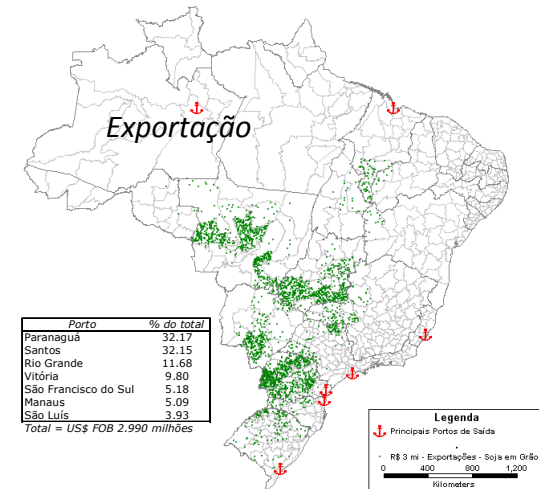 Exportação
Porto % do total
Paranaguá 32.17
Santos 32.15
Rio Grande 11.68
Vitória 9.80
São Francisco do Sul 5.18
Manaus 5.09
São Luís 3.93
Total = US$ FOB 2.990 milhões
Legenda
Principais Portos de Saída
R$ 3 mi - Exportações - Soja em Grão
0 400 800 1,200
Kilometers